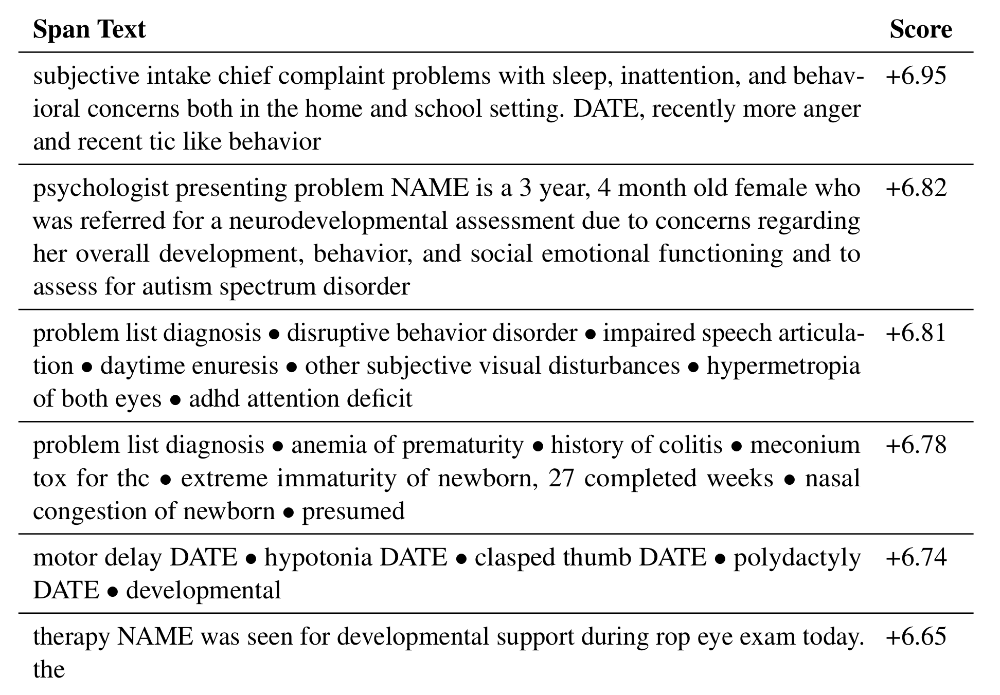 Span Text Score
subjective intake chief complaint problems with sleep, inattention, and behav- +6.95
ioral concerns both in the home and school setting. DATE, recently more anger
and recent tic like behavior
psychologist presenting problem NAME is a 3 year, 4 month old female who +6.82
was referred for a neurodevelopmental assessment due to concerns regarding
her overall development, behavior, and social emotional functioning and to
assess for autism spectrum disorder
problem list diagnosis • disruptive behavior disorder • impaired speech articula- +6.81
tion • daytime enuresis • other subjective visual disturbances • hypermetropia
of both eyes • adhd attention deficit
problem list diagnosis • anemia of prematurity • history of colitis • meconium +6.78
tox for thc • extreme immaturity of newborn, 27 completed weeks • nasal
congestion of newborn • presumed
motor delay DATE • hypotonia DATE • clasped thumb DATE • polydactyly +6.74
DATE • developmental
therapy NAME was seen for developmental support during rop eye exam today. +6.65
the